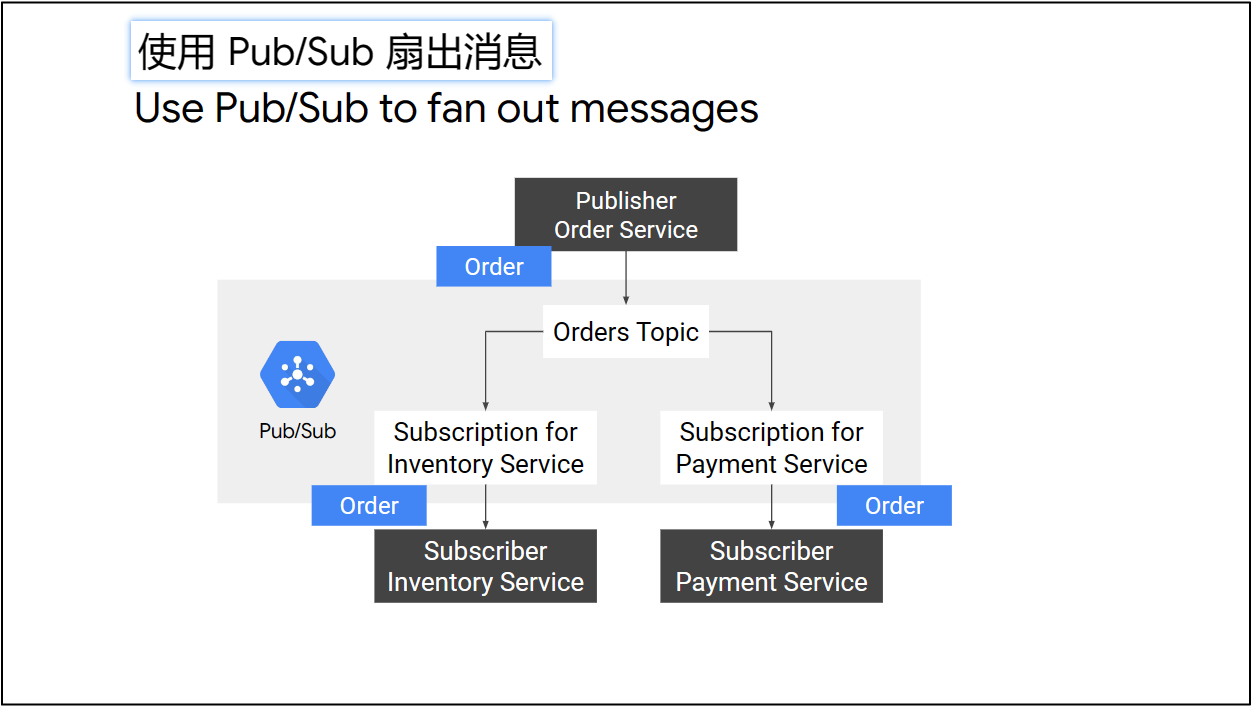 使用 Pub/Sub 扇出消息
Use Pub/Sub to fan out messages
Publisher
Order Service
Order
Orders Topic
Pub/Sub
Subscription for
Inventory Service
Subscription for
Payment Service
Order
Order
Subscriber
Inventory Service
Subscriber
Payment Service